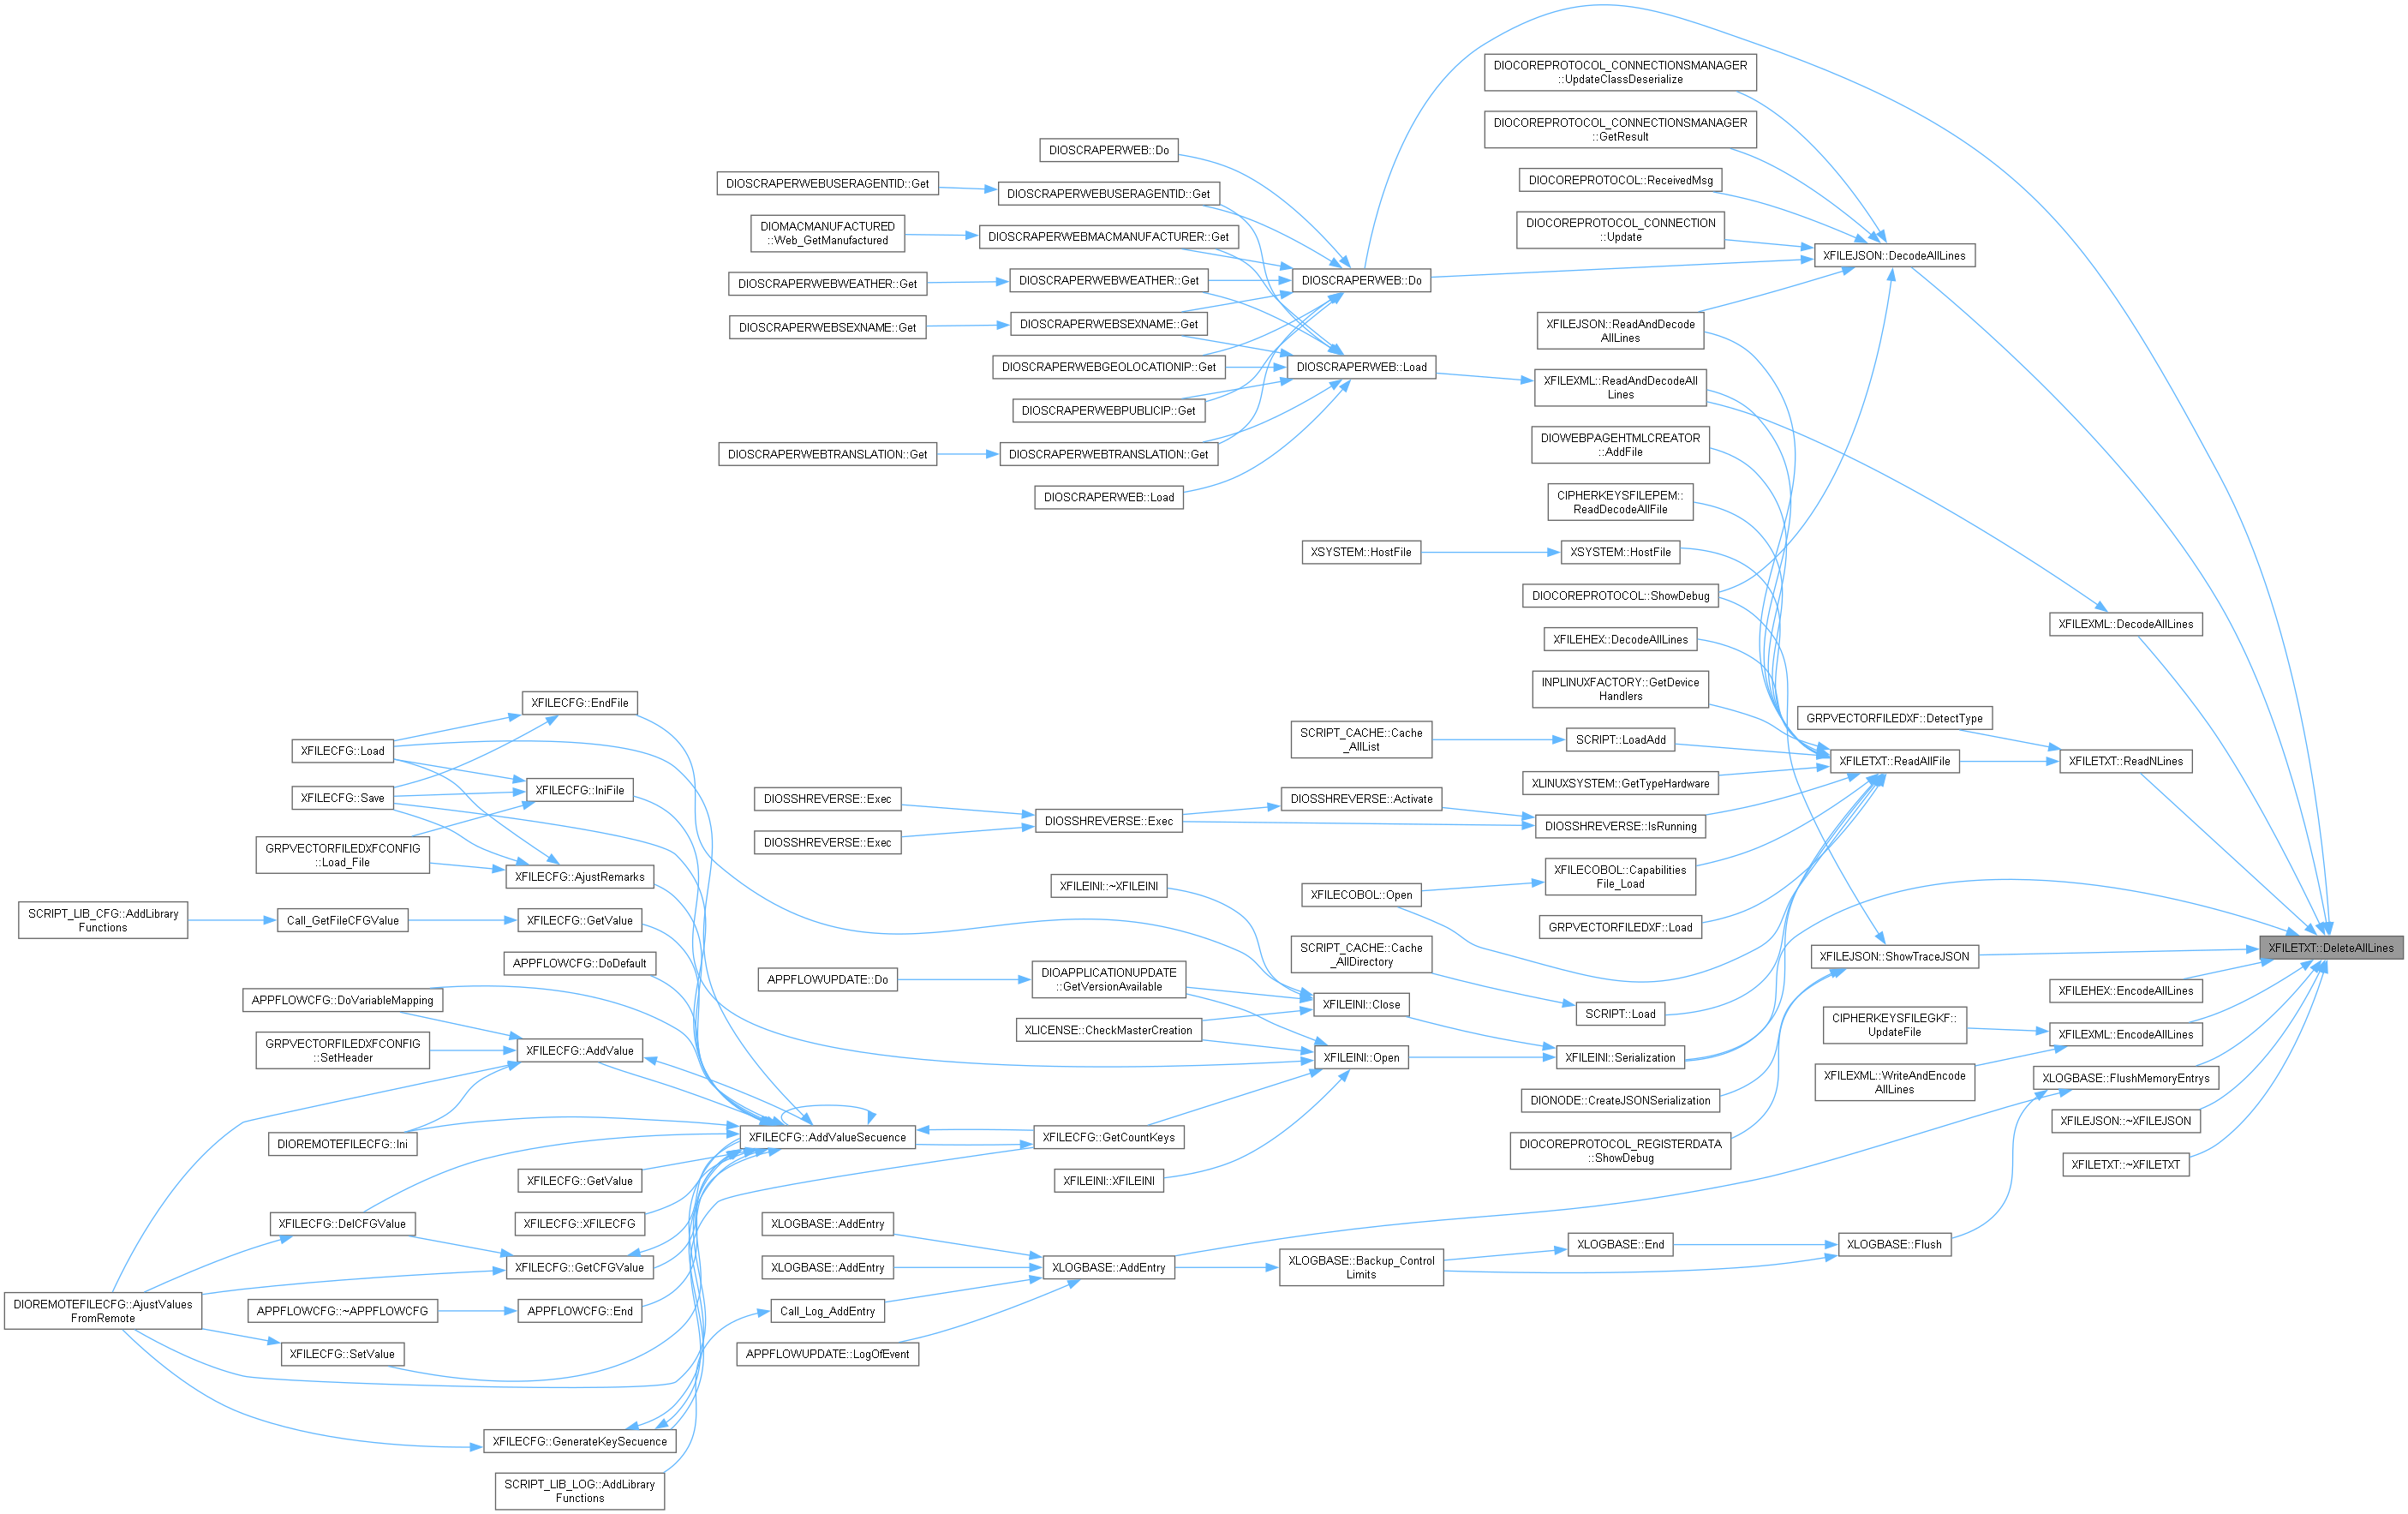 DIOCOREPROTOCOL_CONNECTIONSMANAGER
::UpdateClassDeserialize
DIOCOREPROTOCOL_CONNECTIONSMANAGER
::GetResult
DIOSCRAPERWEB::Do
DIOSCRAPERWEBUSERAGENTID::Get
DIOSCRAPERWEBUSERAGENTID::Get
DIOCOREPROTOCOL::ReceivedMsg
DIOMACMANUFACTURED
::Web_GetManufactured
DIOSCRAPERWEBMACMANUFACTURER::Get
DIOCOREPROTOCOL_CONNECTION
::Update
XFILEJSON::DecodeAllLines
DIOSCRAPERWEBWEATHER::Get
DIOSCRAPERWEBWEATHER::Get
DIOSCRAPERWEB::Do
DIOSCRAPERWEBSEXNAME::Get
DIOSCRAPERWEBSEXNAME::Get
XFILEJSON::ReadAndDecode
AllLines
DIOSCRAPERWEBGEOLOCATIONIP::Get
DIOSCRAPERWEB::Load
XFILEXML::ReadAndDecodeAll
Lines
DIOSCRAPERWEBPUBLICIP::Get
DIOSCRAPERWEBTRANSLATION::Get
DIOSCRAPERWEBTRANSLATION::Get
DIOWEBPAGEHTMLCREATOR
::AddFile
DIOSCRAPERWEB::Load
CIPHERKEYSFILEPEM::
ReadDecodeAllFile
XSYSTEM::HostFile
XSYSTEM::HostFile
DIOCOREPROTOCOL::ShowDebug
XFILEXML::DecodeAllLines
XFILEHEX::DecodeAllLines
INPLINUXFACTORY::GetDevice
Handlers
XFILECFG::EndFile
GRPVECTORFILEDXF::DetectType
XFILECFG::Load
SCRIPT_CACHE::Cache
_AllList
SCRIPT::LoadAdd
XFILETXT::ReadAllFile
XFILETXT::ReadNLines
XLINUXSYSTEM::GetTypeHardware
XFILECFG::Save
XFILECFG::IniFile
DIOSSHREVERSE::Exec
DIOSSHREVERSE::Activate
DIOSSHREVERSE::Exec
DIOSSHREVERSE::IsRunning
DIOSSHREVERSE::Exec
GRPVECTORFILEDXFCONFIG
::Load_File
XFILECFG::AjustRemarks
XFILEINI::~XFILEINI
XFILECOBOL::Open
XFILECOBOL::Capabilities
File_Load
SCRIPT_LIB_CFG::AddLibrary
Functions
Call_GetFileCFGValue
XFILECFG::GetValue
GRPVECTORFILEDXF::Load
XFILETXT::DeleteAllLines
APPFLOWCFG::DoDefault
SCRIPT_CACHE::Cache
_AllDirectory
XFILEJSON::ShowTraceJSON
APPFLOWUPDATE::Do
DIOAPPLICATIONUPDATE
::GetVersionAvailable
XFILEHEX::EncodeAllLines
APPFLOWCFG::DoVariableMapping
XFILEINI::Close
SCRIPT::Load
XLICENSE::CheckMasterCreation
CIPHERKEYSFILEGKF::
UpdateFile
XFILEXML::EncodeAllLines
GRPVECTORFILEDXFCONFIG
::SetHeader
XFILECFG::AddValue
XFILEINI::Open
XFILEINI::Serialization
XFILEXML::WriteAndEncode
AllLines
XLOGBASE::FlushMemoryEntrys
DIONODE::CreateJSONSerialization
XFILEJSON::~XFILEJSON
DIOREMOTEFILECFG::Ini
XFILECFG::AddValueSecuence
XFILECFG::GetCountKeys
DIOCOREPROTOCOL_REGISTERDATA
::ShowDebug
XFILETXT::~XFILETXT
XFILECFG::GetValue
XFILEINI::XFILEINI
XFILECFG::DelCFGValue
XFILECFG::XFILECFG
XLOGBASE::AddEntry
XLOGBASE::End
XLOGBASE::Flush
XFILECFG::GetCFGValue
XLOGBASE::AddEntry
XLOGBASE::AddEntry
XLOGBASE::Backup_Control
Limits
DIOREMOTEFILECFG::AjustValues
FromRemote
APPFLOWCFG::~APPFLOWCFG
APPFLOWCFG::End
Call_Log_AddEntry
XFILECFG::SetValue
APPFLOWUPDATE::LogOfEvent
XFILECFG::GenerateKeySecuence
SCRIPT_LIB_LOG::AddLibrary
Functions